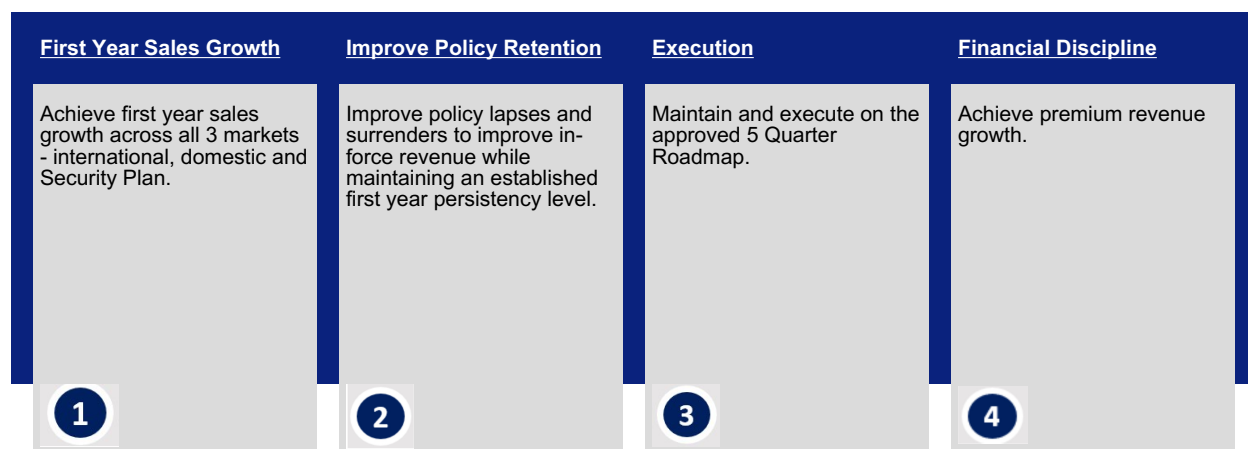 First Year Sales Growth
Achieve first year sales
growth across all 3 markets
- international, domestic and
Security Plan.
1
Improve Policy Retention
Improve policy lapses and
surrenders to improve in-
force revenue while
maintaining an established
first year persistency level.
2
Execution
Maintain and execute on the
approved 5 Quarter
Roadmap.
3
Financial Discipline
Achieve premium revenue
growth.
4